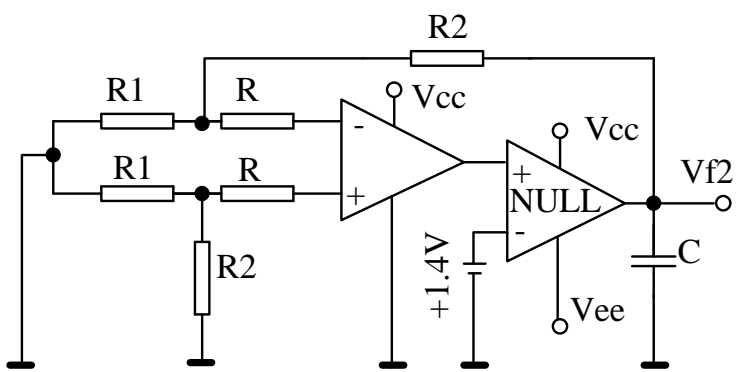 R2
R1
R
Vcc
-
Vcc
R1
R
+
+
NULL
-
Vf2
R2
+1.4V
C
Vee